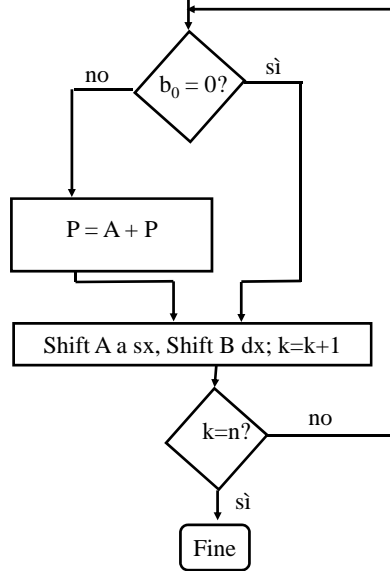 no
sì
b₀ = 0?
P = A + P
Shift A a sx, Shift B dx; k=k+1
k=n?
no
sì
Fine